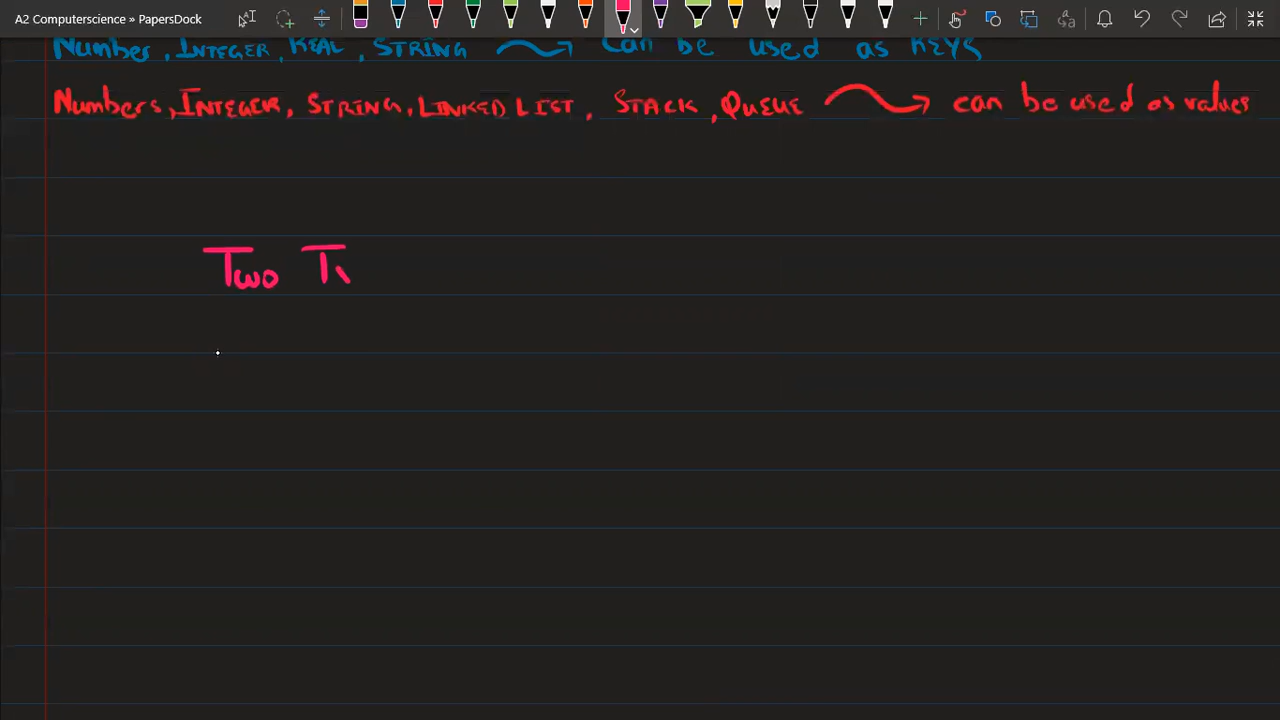 A2 Computerscience » PapersDock
Number, INTEGER, REAL, STRING can be used as KEYS
Numbers, INTEGER, STRING, LINKED LIST, STACK, QUEUE can be used as values
Two